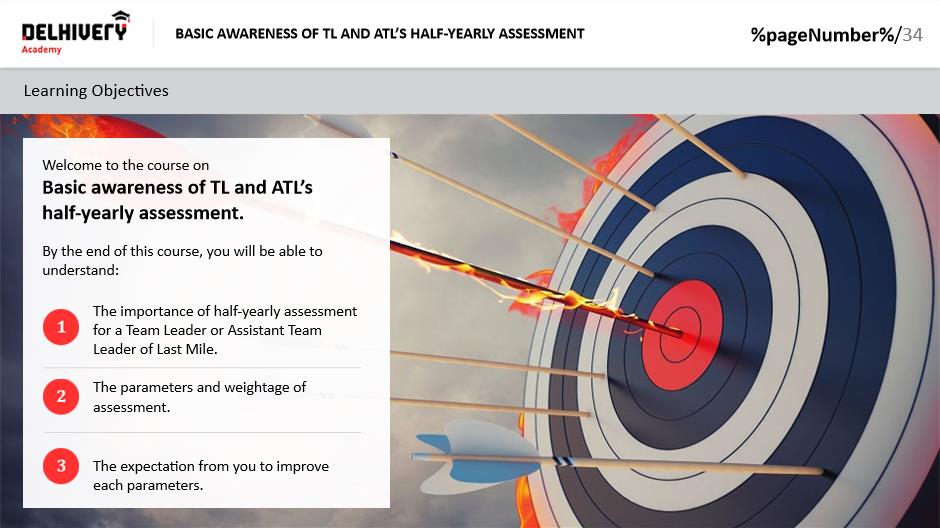 DELHIVERY
Academy
BASIC AWARENESS OF TL AND ATL’S HALF-YEARLY ASSESSMENT
%pageNumber%/34
Learning Objectives
Welcome to the course on
Basic awareness of TL and ATL’s
half-yearly assessment.
By the end of this course, you will be able to
understand:
1
The importance of half-yearly assessment
for a Team Leader or Assistant Team
Leader of Last Mile.
2
The parameters and weightage of
assessment.
3
The expectation from you to improve
each parameters.